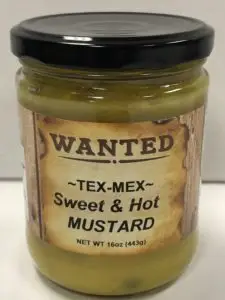 WANTED
~TEX-MEX~
Sweet & Hot
MUSTARD
NET WT 16oz (443g)